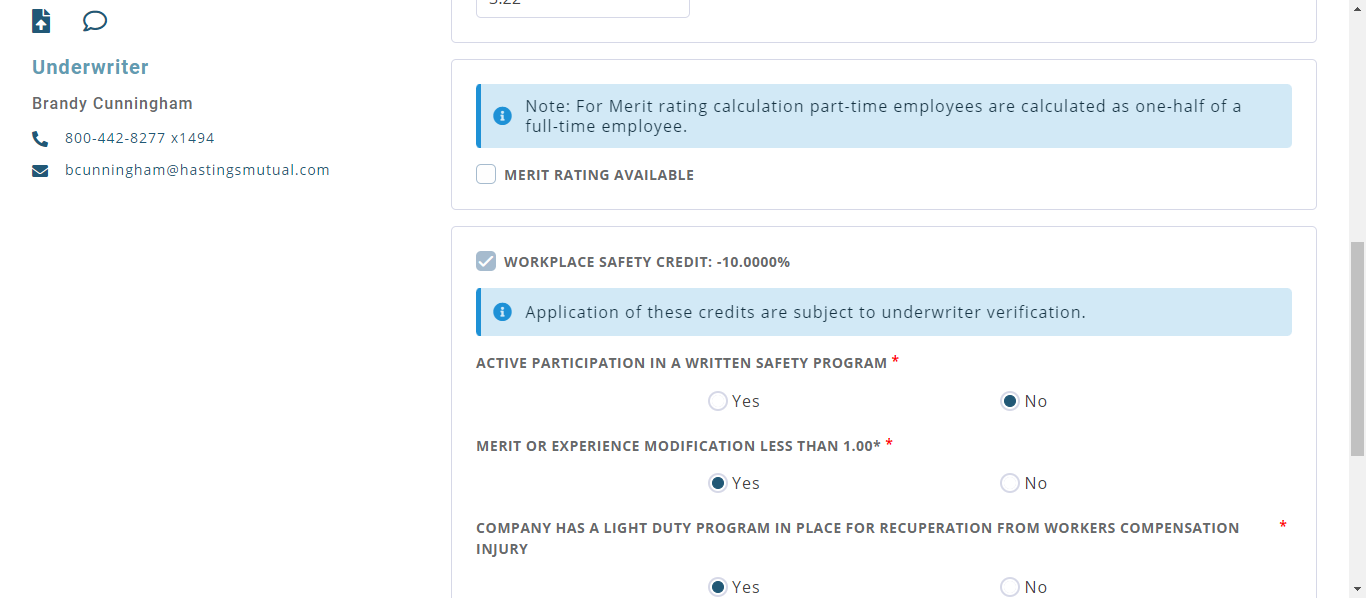 Underwriter
Brandy Cunningham
800-442-8277 x1494
bcunningham@hastingsmutual.com
Note: For Merit rating calculation part-time employees are calculated as one-half of a
full-time employee.
MERIT RATING AVAILABLE
WORKPLACE SAFETY CREDIT: -10.0000%
Application of these credits are subject to underwriter verification.
ACTIVE PARTICIPATION IN A WRITTEN SAFETY PROGRAM *
Yes No
MERIT OR EXPERIENCE MODIFICATION LESS THAN 1.00* *
Yes No
COMPANY HAS A LIGHT DUTY PROGRAM IN PLACE FOR RECUPERATION FROM WORKERS COMPENSATION *
INJURY
Yes No